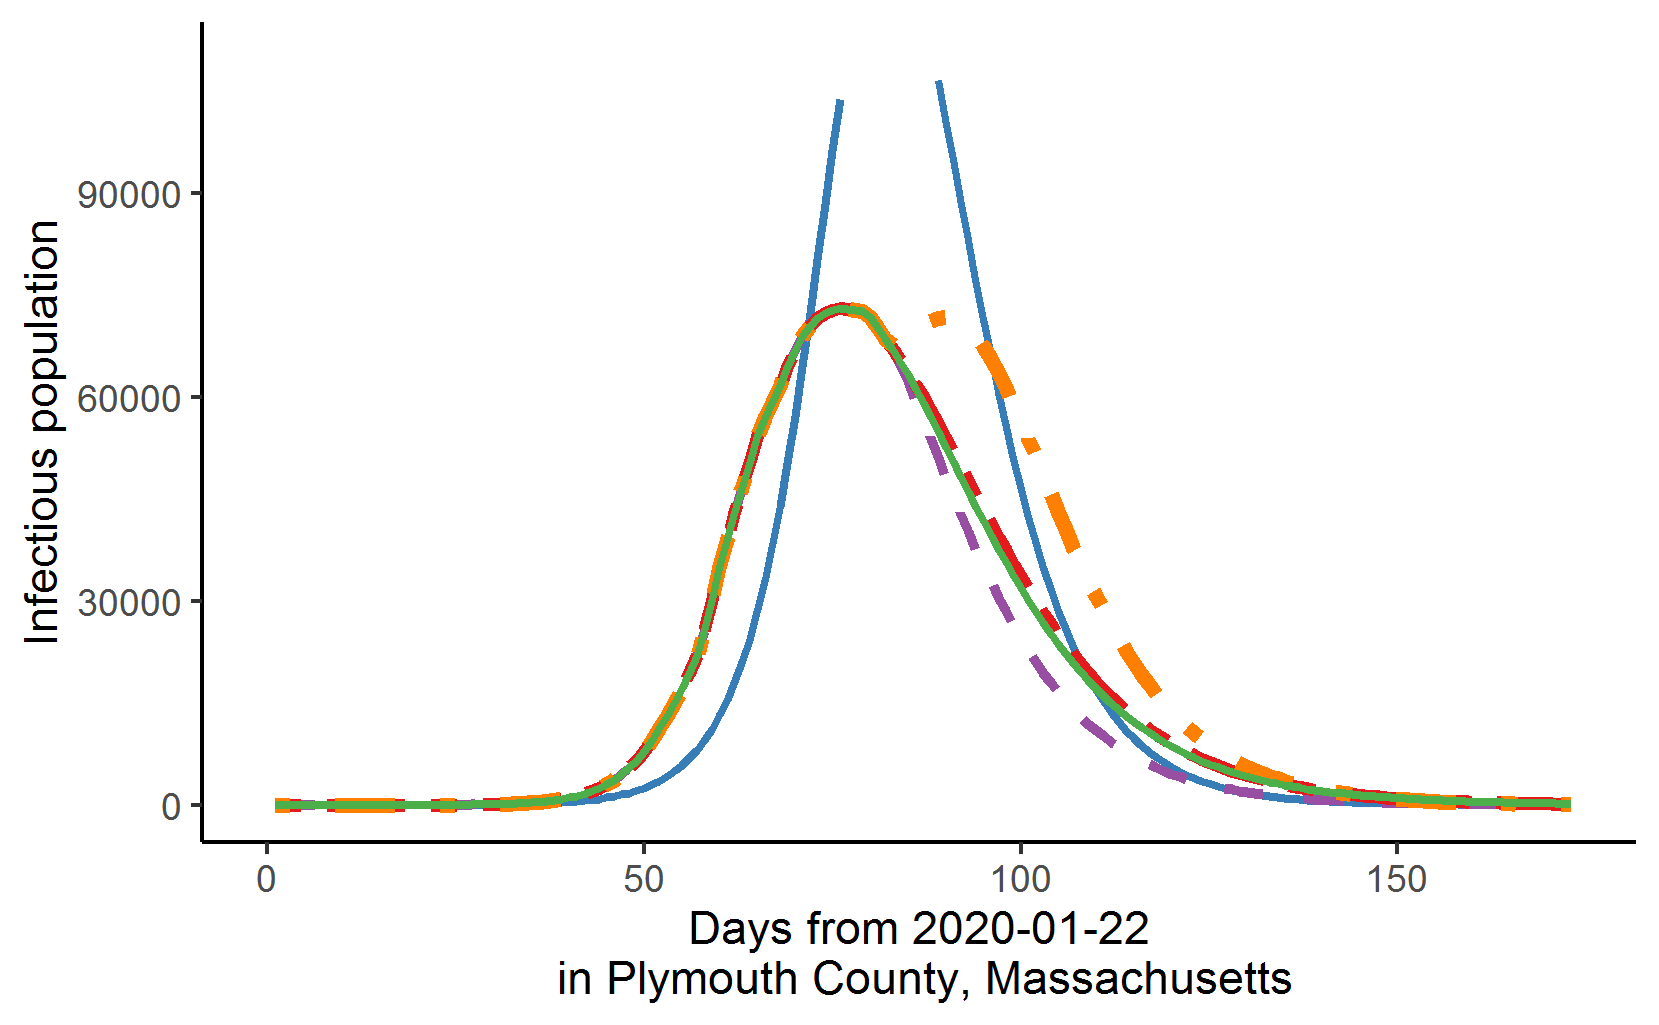 Infectious population
90000
60000
30000
0
0 50 100 150
Days from 2020-01-22
in Plymouth County, Massachusetts